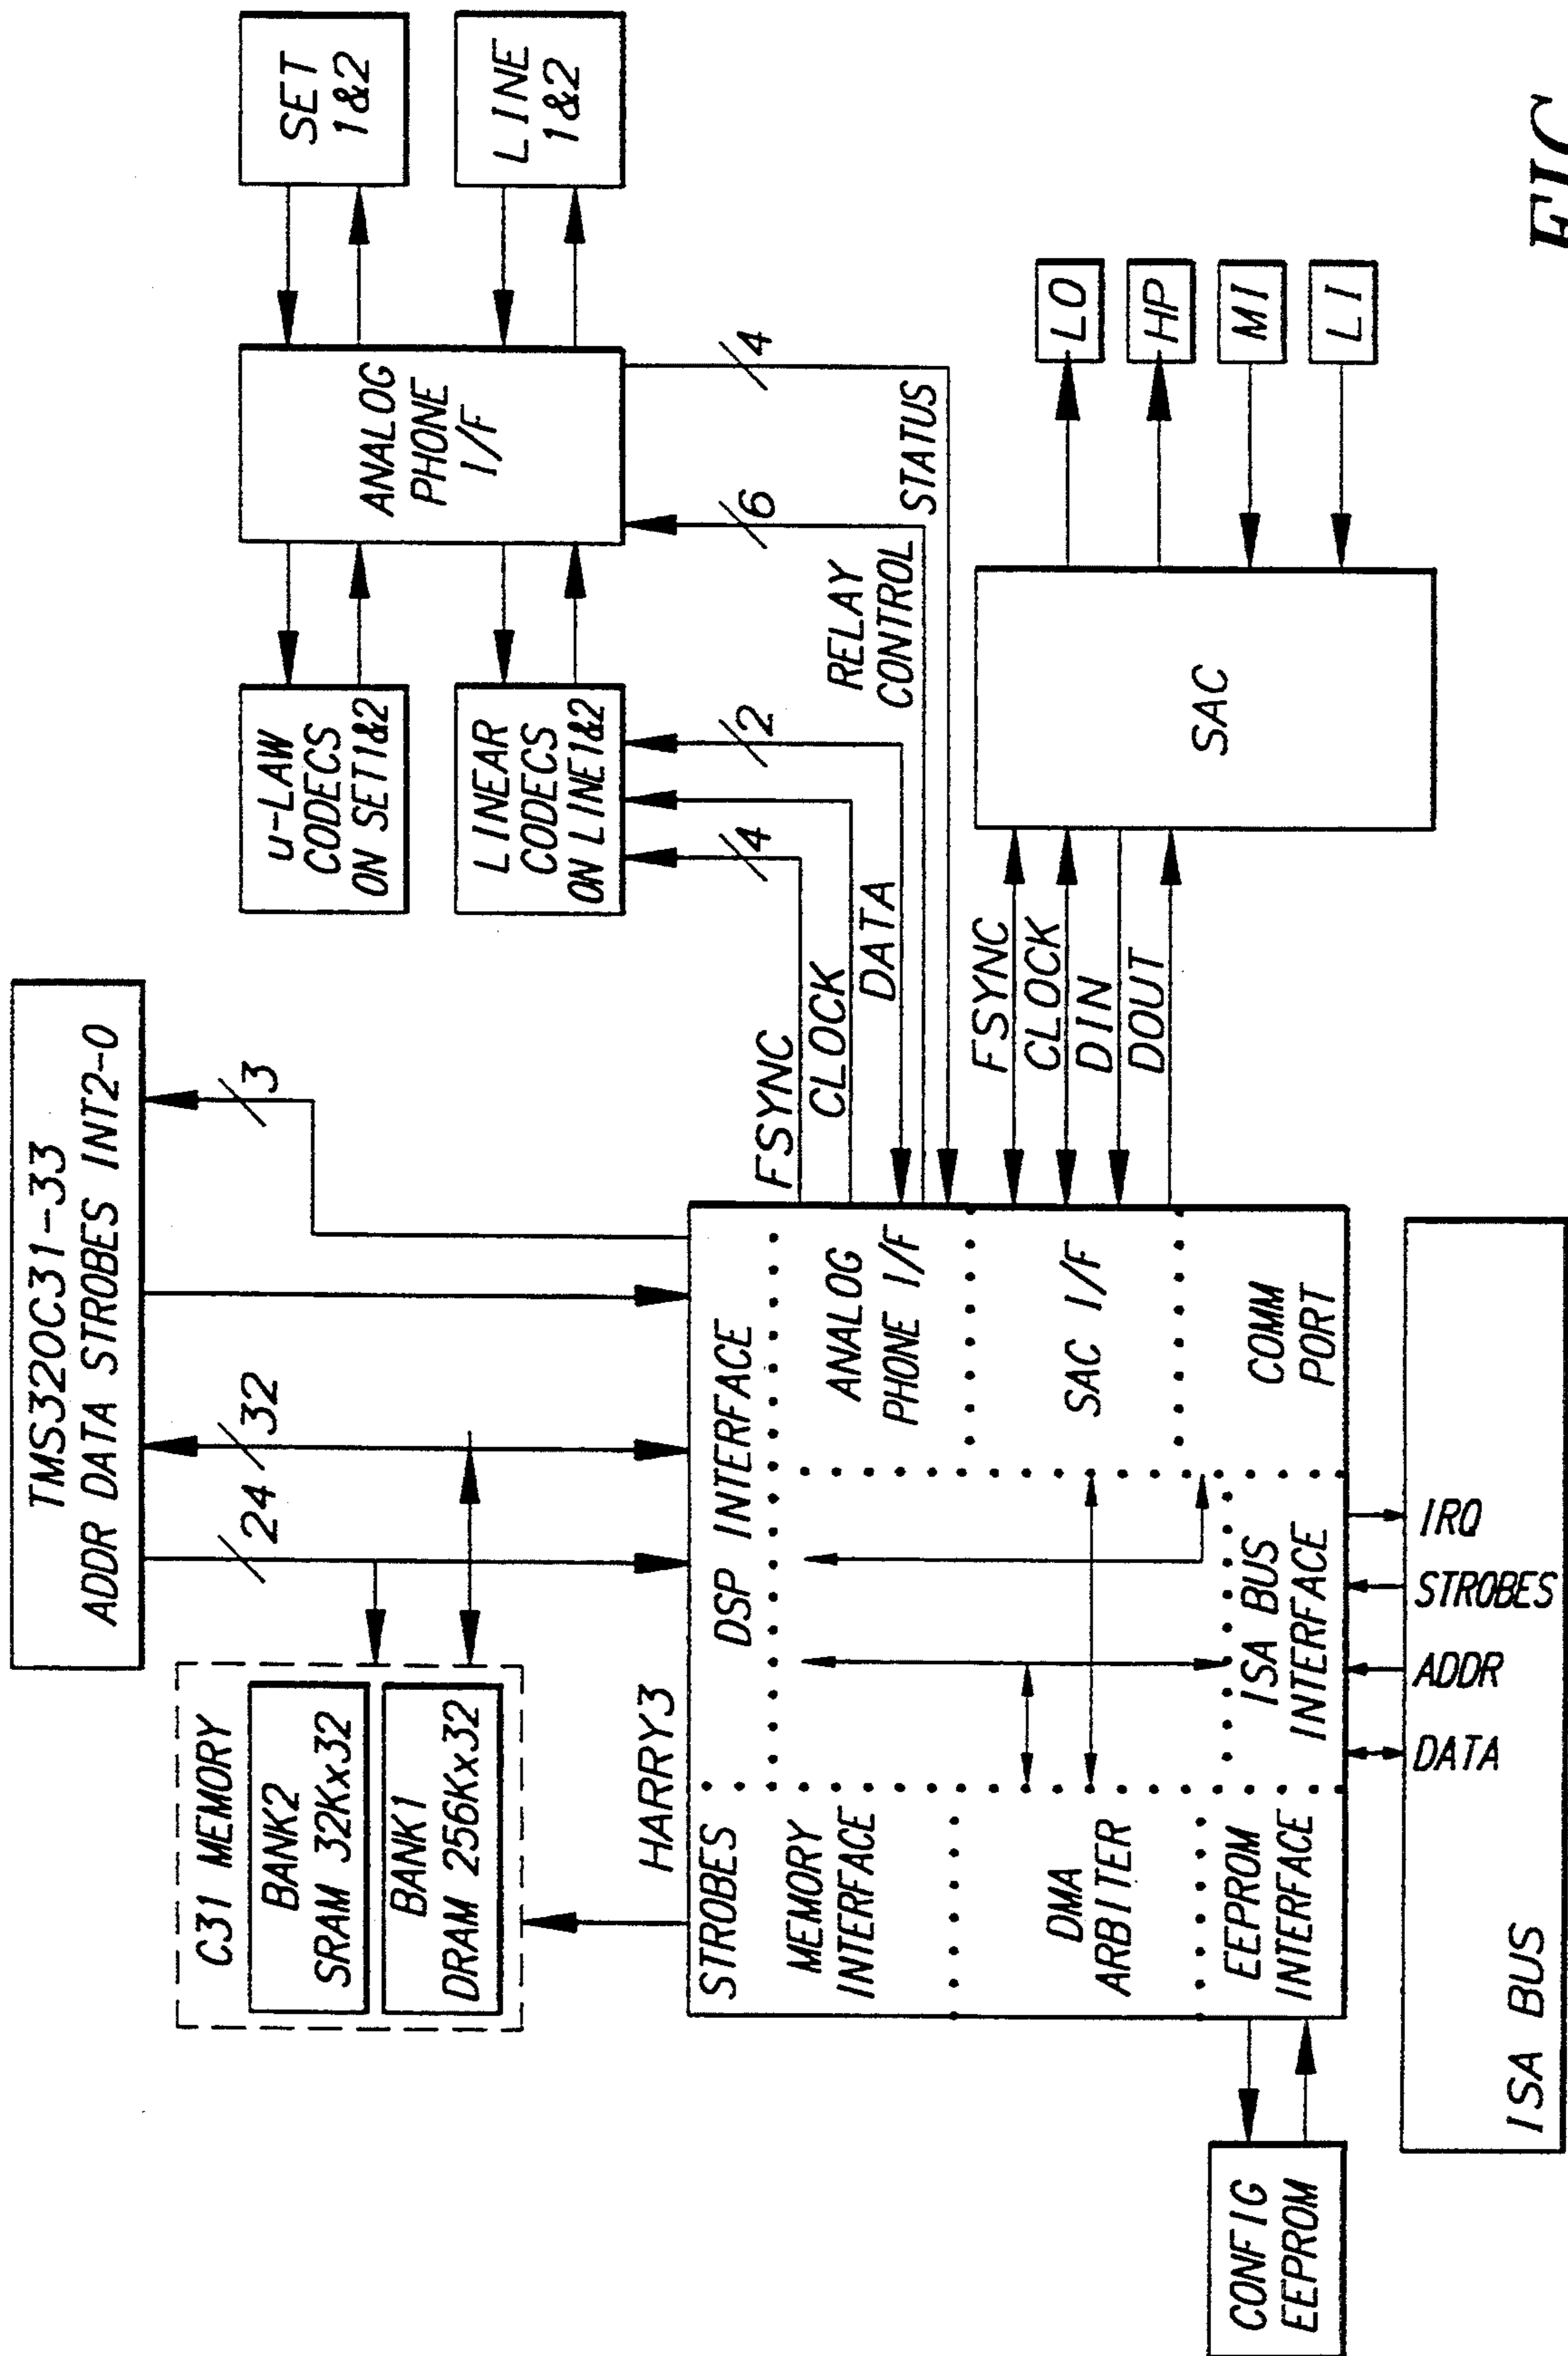 TMS320C31-33
ADDR DATA STROBES INT2-0
24
32
3
C31 MEMORY
BANK2
SRAM 32Kx32
BANK1
DRAM 256Kx32
HARRY3
STROBES
DSP INTERFACE
MEMORY
INTERFACE
DMA
ARBITER
EEPROM
INTERFACE
ISA BUS
INTERFACE
ANALOG
PHONE I/F
SAC I/F
COMM
PORT
CONFIG
EEPROM
DATA
ADDR
STROBES
IRQ
ISA BUS
FSYNC
CLOCK
DATA
RELAY
CONTROL
STATUS
4
2
6
4
u-LAW
CODECS
ON SET1&2
LINEAR
CODECS
ON LINE1&2
ANALOG
PHONE
I/F
SET
1&2
LINE
1&2
FSYNC
CLOCK
DIN
DOUT
SAC
LO
HP
MI
LI